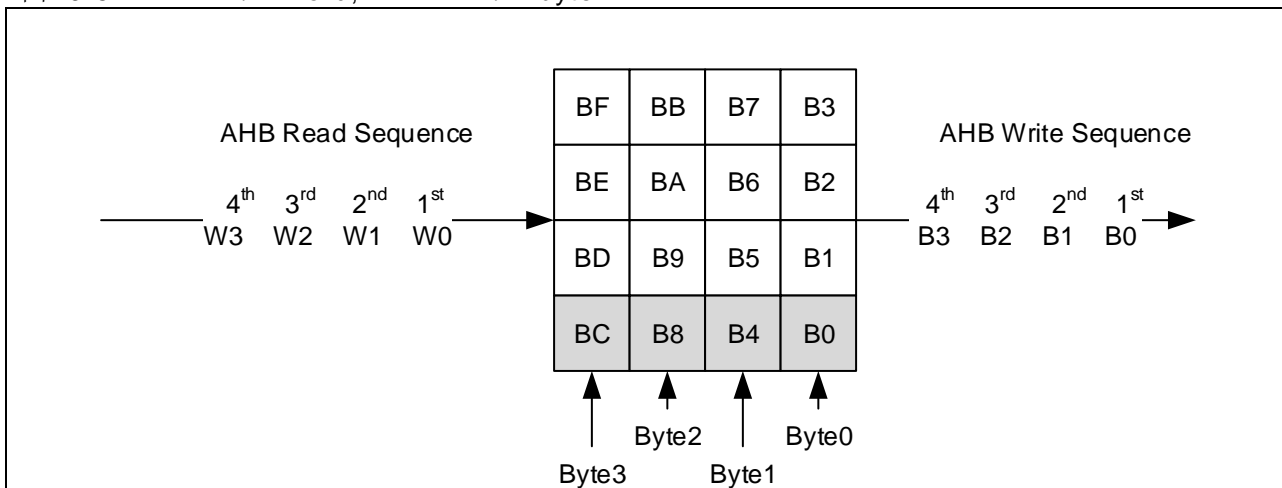 BF BB B7 B3
AHB Read Sequence
AHB Write Sequence
BE BA B6 B2
4th 3rd 2nd 1st
W3 W2 W1 W0
4th 3rd 2nd 1st
B3 B2 B1 B0
BD B9 B5 B1
BC B8 B4 B0
Byte2 Byte0
Byte3 Byte1